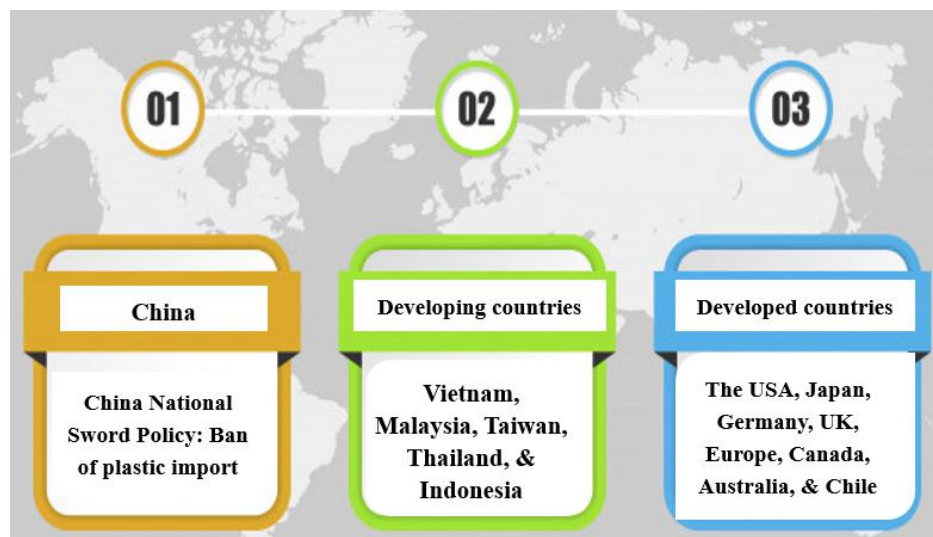 01
02
03
China
China National
Sword Policy: Ban
of plastic import
Developing countries
Vietnam,
Malaysia, Taiwan,
Thailand, &
Indonesia
Developed countries
The USA, Japan,
Germany, UK,
Europe, Canada,
Australia, & Chile